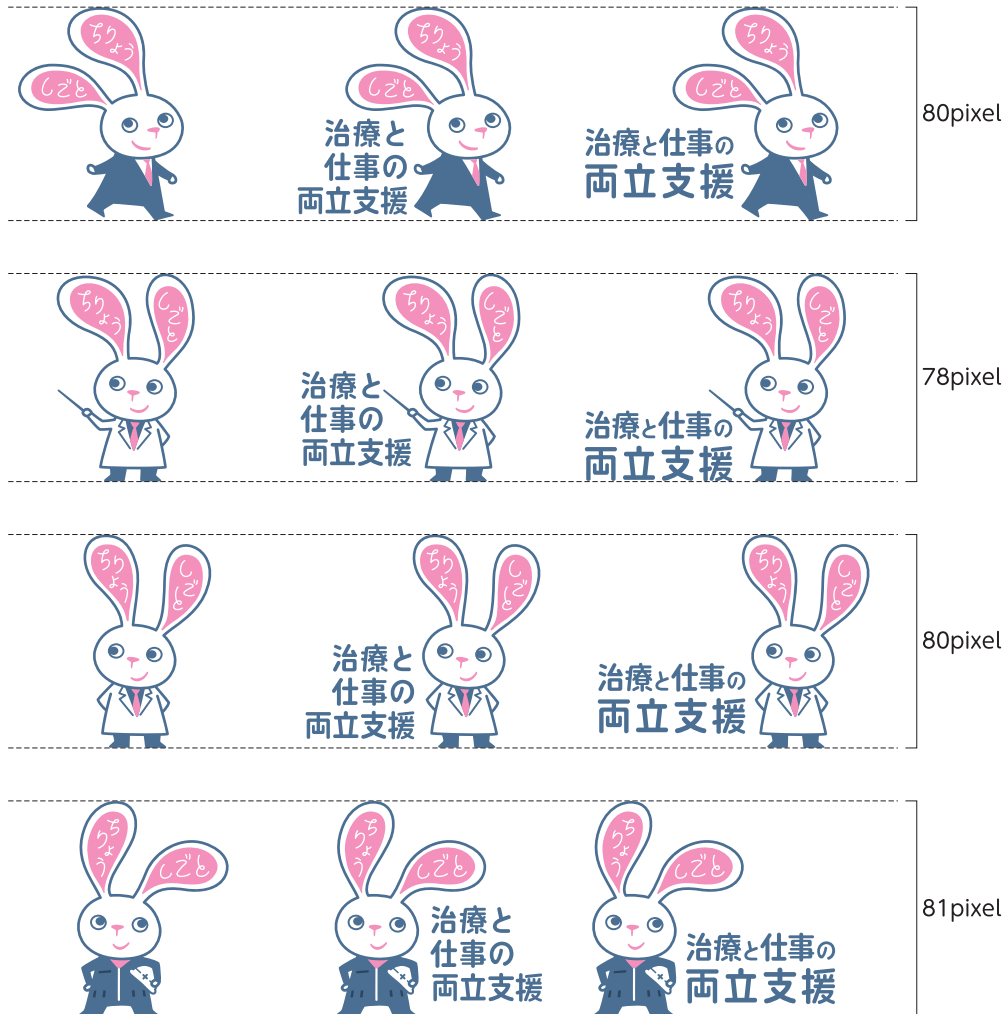 ちりょう
しごと
ちりょう
しごと
治療と
仕事の
両立支援
ちりょう
しごと
治療と仕事の
両立支援
80pixel
ちりょう
しごと
ちりょう
しごと
治療と
仕事の
両立支援
ちりょう
しごと
治療と仕事の
両立支援
78pixel
ちりょう
しごと
ちりょう
しごと
治療と
仕事の
両立支援
ちりょう
しごと
治療と仕事の
両立支援
80pixel
ちりょう
しごと
ちりょう
しごと
治療と
仕事の
両立支援
ちりょう
しごと
治療と仕事の
両立支援
81pixel